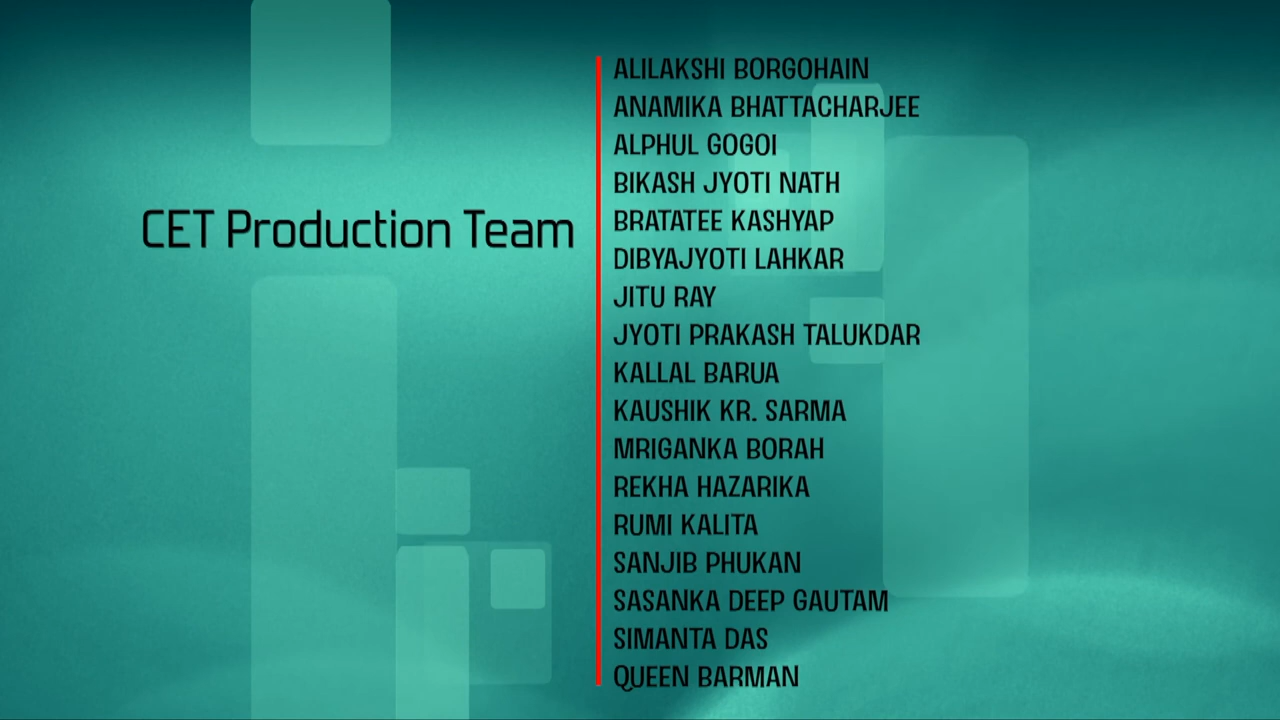 CET Production Team
ALILAKSHI BORGOHAIN
ANAMIKA BHATTACHARJEE
ALPHUL GOGOI
BIKASH JYOTI NATH
BRATATEE KASHYAP
DIBYAJYOTI LAHKAR
JITU RAY
JYOTI PRAKASH TALUKDAR
KALLAL BARUA
KAUSHIK KR. SARMA
MRIGANKA BORAH
REKHA HAZARIKA
RUMI KALITA
SANJIB PHUKAN
SASANKA DEEP GAUTAM
SIMANTA DAS
QUEEN BARMAN